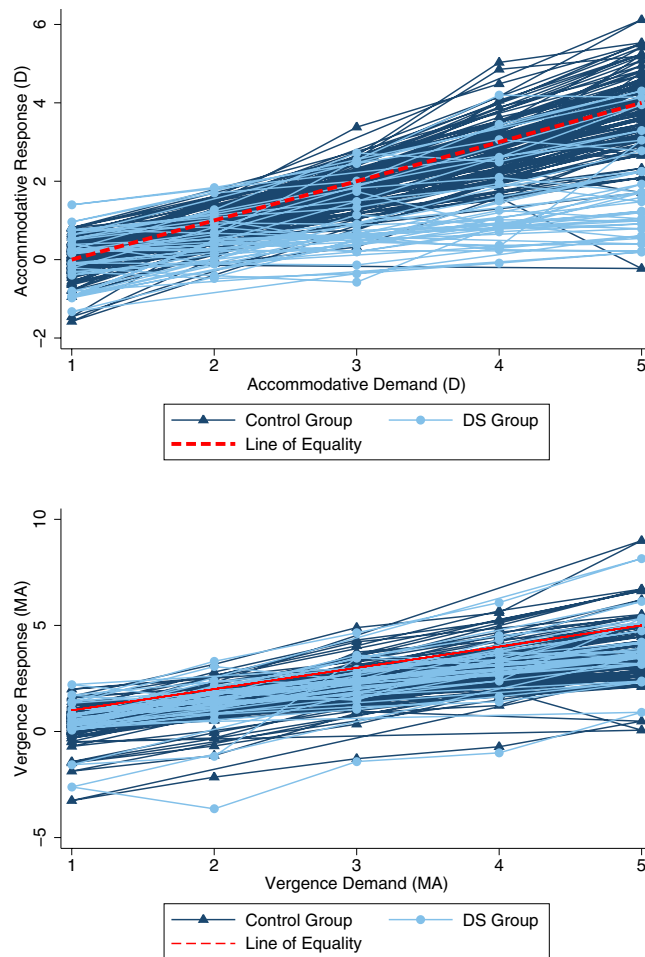 6
4
2
0
−2
Accommodative Response (D)
1 2 3 4 5
Accommodative Demand (D)
Control Group DS Group
Line of Equality
10
5
0
−5
Vergence Response (MA)
1 2 3 4 5
Vergence Demand (MA)
Control Group DS Group
Line of Equality